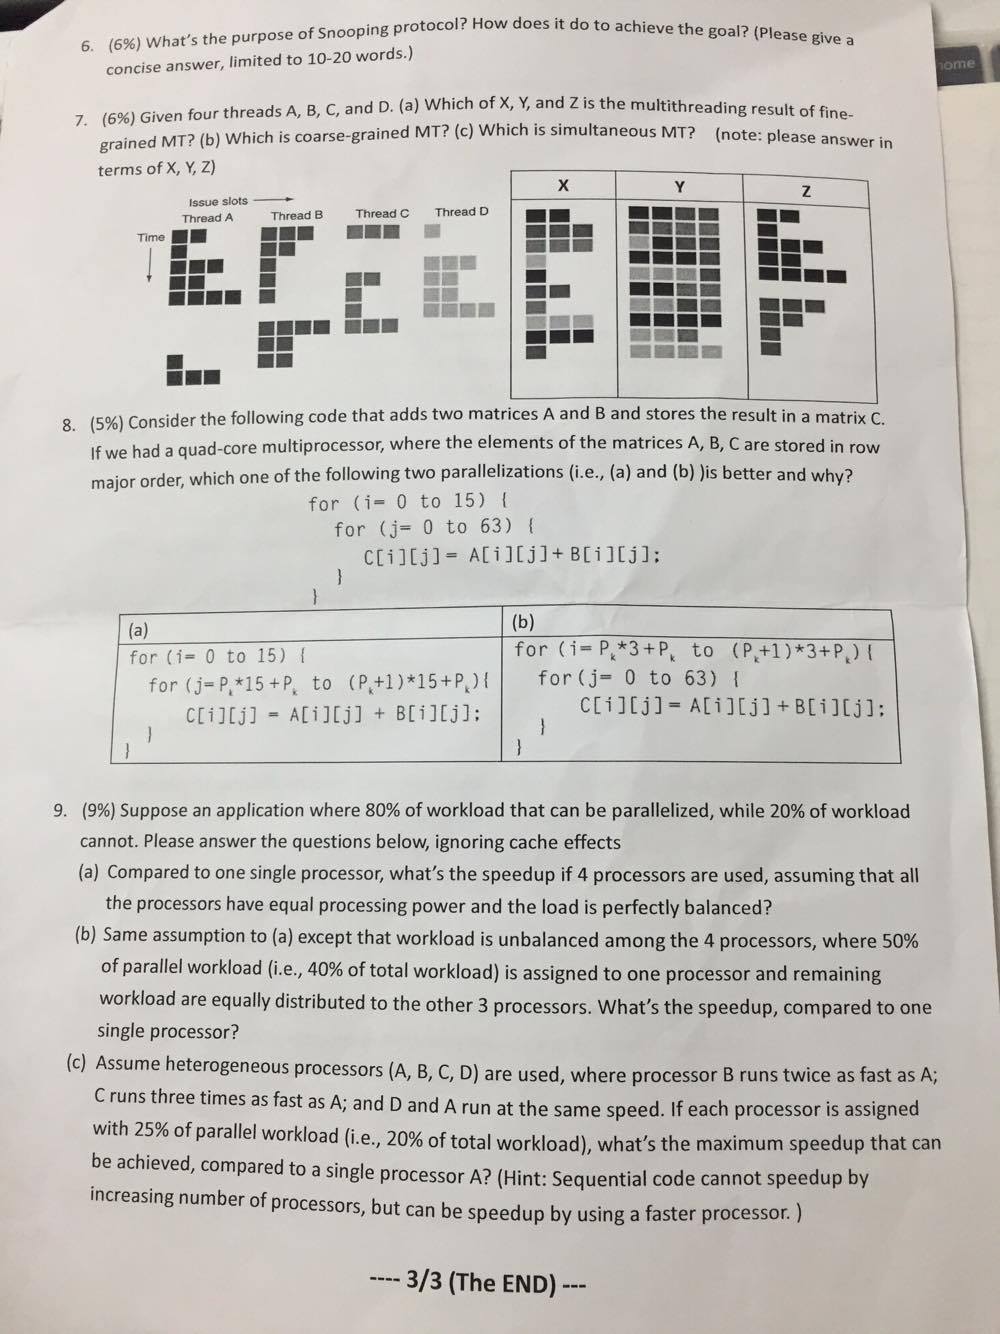 6. (6%) What's the purpose of Snooping protocol? How does it do to achieve the goal? (Please give a
concise answer, limited to 10-20 words.)
7. (6%) Given four threads A, B, C, and D. (a) Which of X, Y, and Z is the multithreading result of fine-
grained MT? (b) Which is coarse-grained MT? (c) Which is simultaneous MT? (note: please answer in
terms of X, Y, Z)
Issue slots
Thread A Thread B Thread C Thread D
Time
X Y Z
8. (5%) Consider the following code that adds two matrices A and B and stores the result in a matrix C.
If we had a quad-core multiprocessor, where the elements of the matrices A, B, C are stored in row
major order, which one of the following two parallelizations (i.e., (a) and (b) )is better and why?
for (i= 0 to 15) {
for (j= 0 to 63) {
C[i][j]= A[i][j]+B[i][j];
}
}
(a)
for (i= 0 to 15) {
for (j=Pk*15+Pk to (Pk+1)*15+Pk){
C[i][j] = A[i][j] + B[i][j];
}
}
(b)
for (i= Pk*3+Pk to (Pk+1)*3+Pk){
for(j= 0 to 63) {
C[i][j]= A[i][j]+B[i][j];
}
}
9. (9%) Suppose an application where 80% of workload that can be parallelized, while 20% of workload
cannot. Please answer the questions below, ignoring cache effects
(a) Compared to one single processor, what's the speedup if 4 processors are used, assuming that all
the processors have equal processing power and the load is perfectly balanced?
(b) Same assumption to (a) except that workload is unbalanced among the 4 processors, where 50%
of parallel workload (i.e., 40% of total workload) is assigned to one processor and remaining
workload are equally distributed to the other 3 processors. What's the speedup, compared to one
single processor?
(c) Assume heterogeneous processors (A, B, C, D) are used, where processor B runs twice as fast as A;
C runs three times as fast as A; and D and A run at the same speed. If each processor is assigned
with 25% of parallel workload (i.e., 20% of total workload), what's the maximum speedup that can
be achieved, compared to a single processor A? (Hint: Sequential code cannot speedup by
increasing number of processors, but can be speedup by using a faster processor. )
---- 3/3 (The END) ---